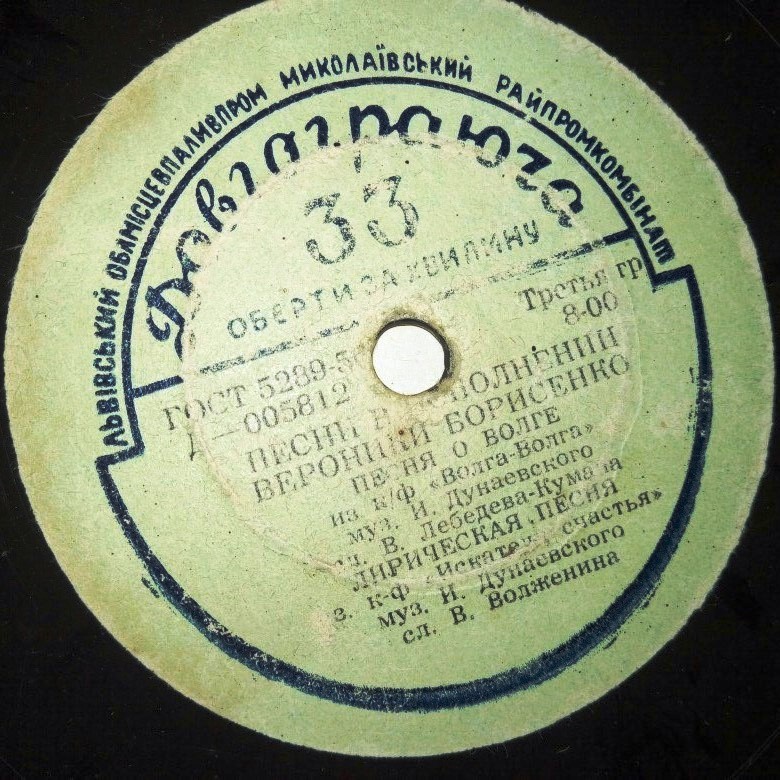 ЛЬВІВСЬКИЙ ОБЛМІСЦЕВПАЛИВПРОМ МИКОЛАЇВСЬКИЙ РАЙПРОМКОМБІНАТ
Довгограюча
33
ОБЕРТИ ЗА ХВИЛИНУ
ГОСТ 5289-5 Третья гр
Д—005812 8-00
ПЕСНИ В ИСПОЛНЕНИИ
ВЕРОНИКИ БОРИСЕНКО
ПЕСНЯ О ВОЛГЕ
из к/ф «Волга-Волга»
муз. И. Дунаевского
сл. В. Лебедева-Кумача
ЛИРИЧЕСКАЯ ПЕСНЯ
з. к-ф «Искатели счастья»
муз. И. Дунаевского
сл. В. Волженина